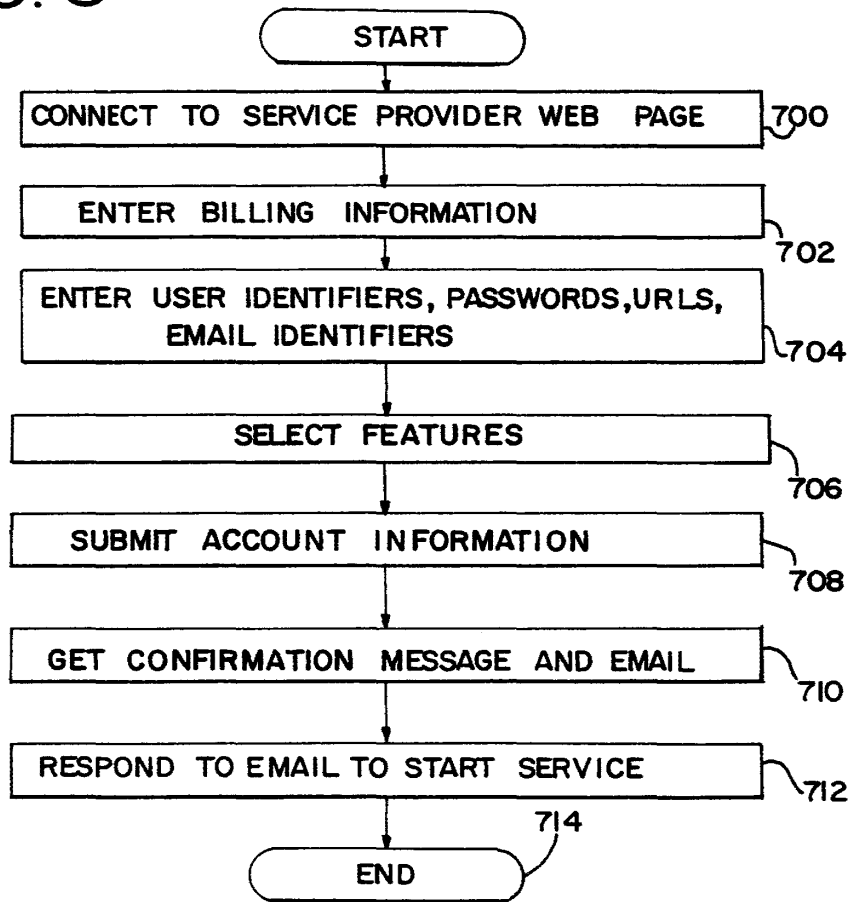 START
CONNECT TO SERVICE PROVIDER WEB PAGE 700
ENTER BILLING INFORMATION
702
ENTER USER IDENTIFIERS, PASSWORDS, URLS,
EMAIL IDENTIFIERS
704
SELECT FEATURES
706
SUBMIT ACCOUNT INFORMATION
708
GET CONFIRMATION MESSAGE AND EMAIL
710
RESPOND TO EMAIL TO START SERVICE
712
714
END